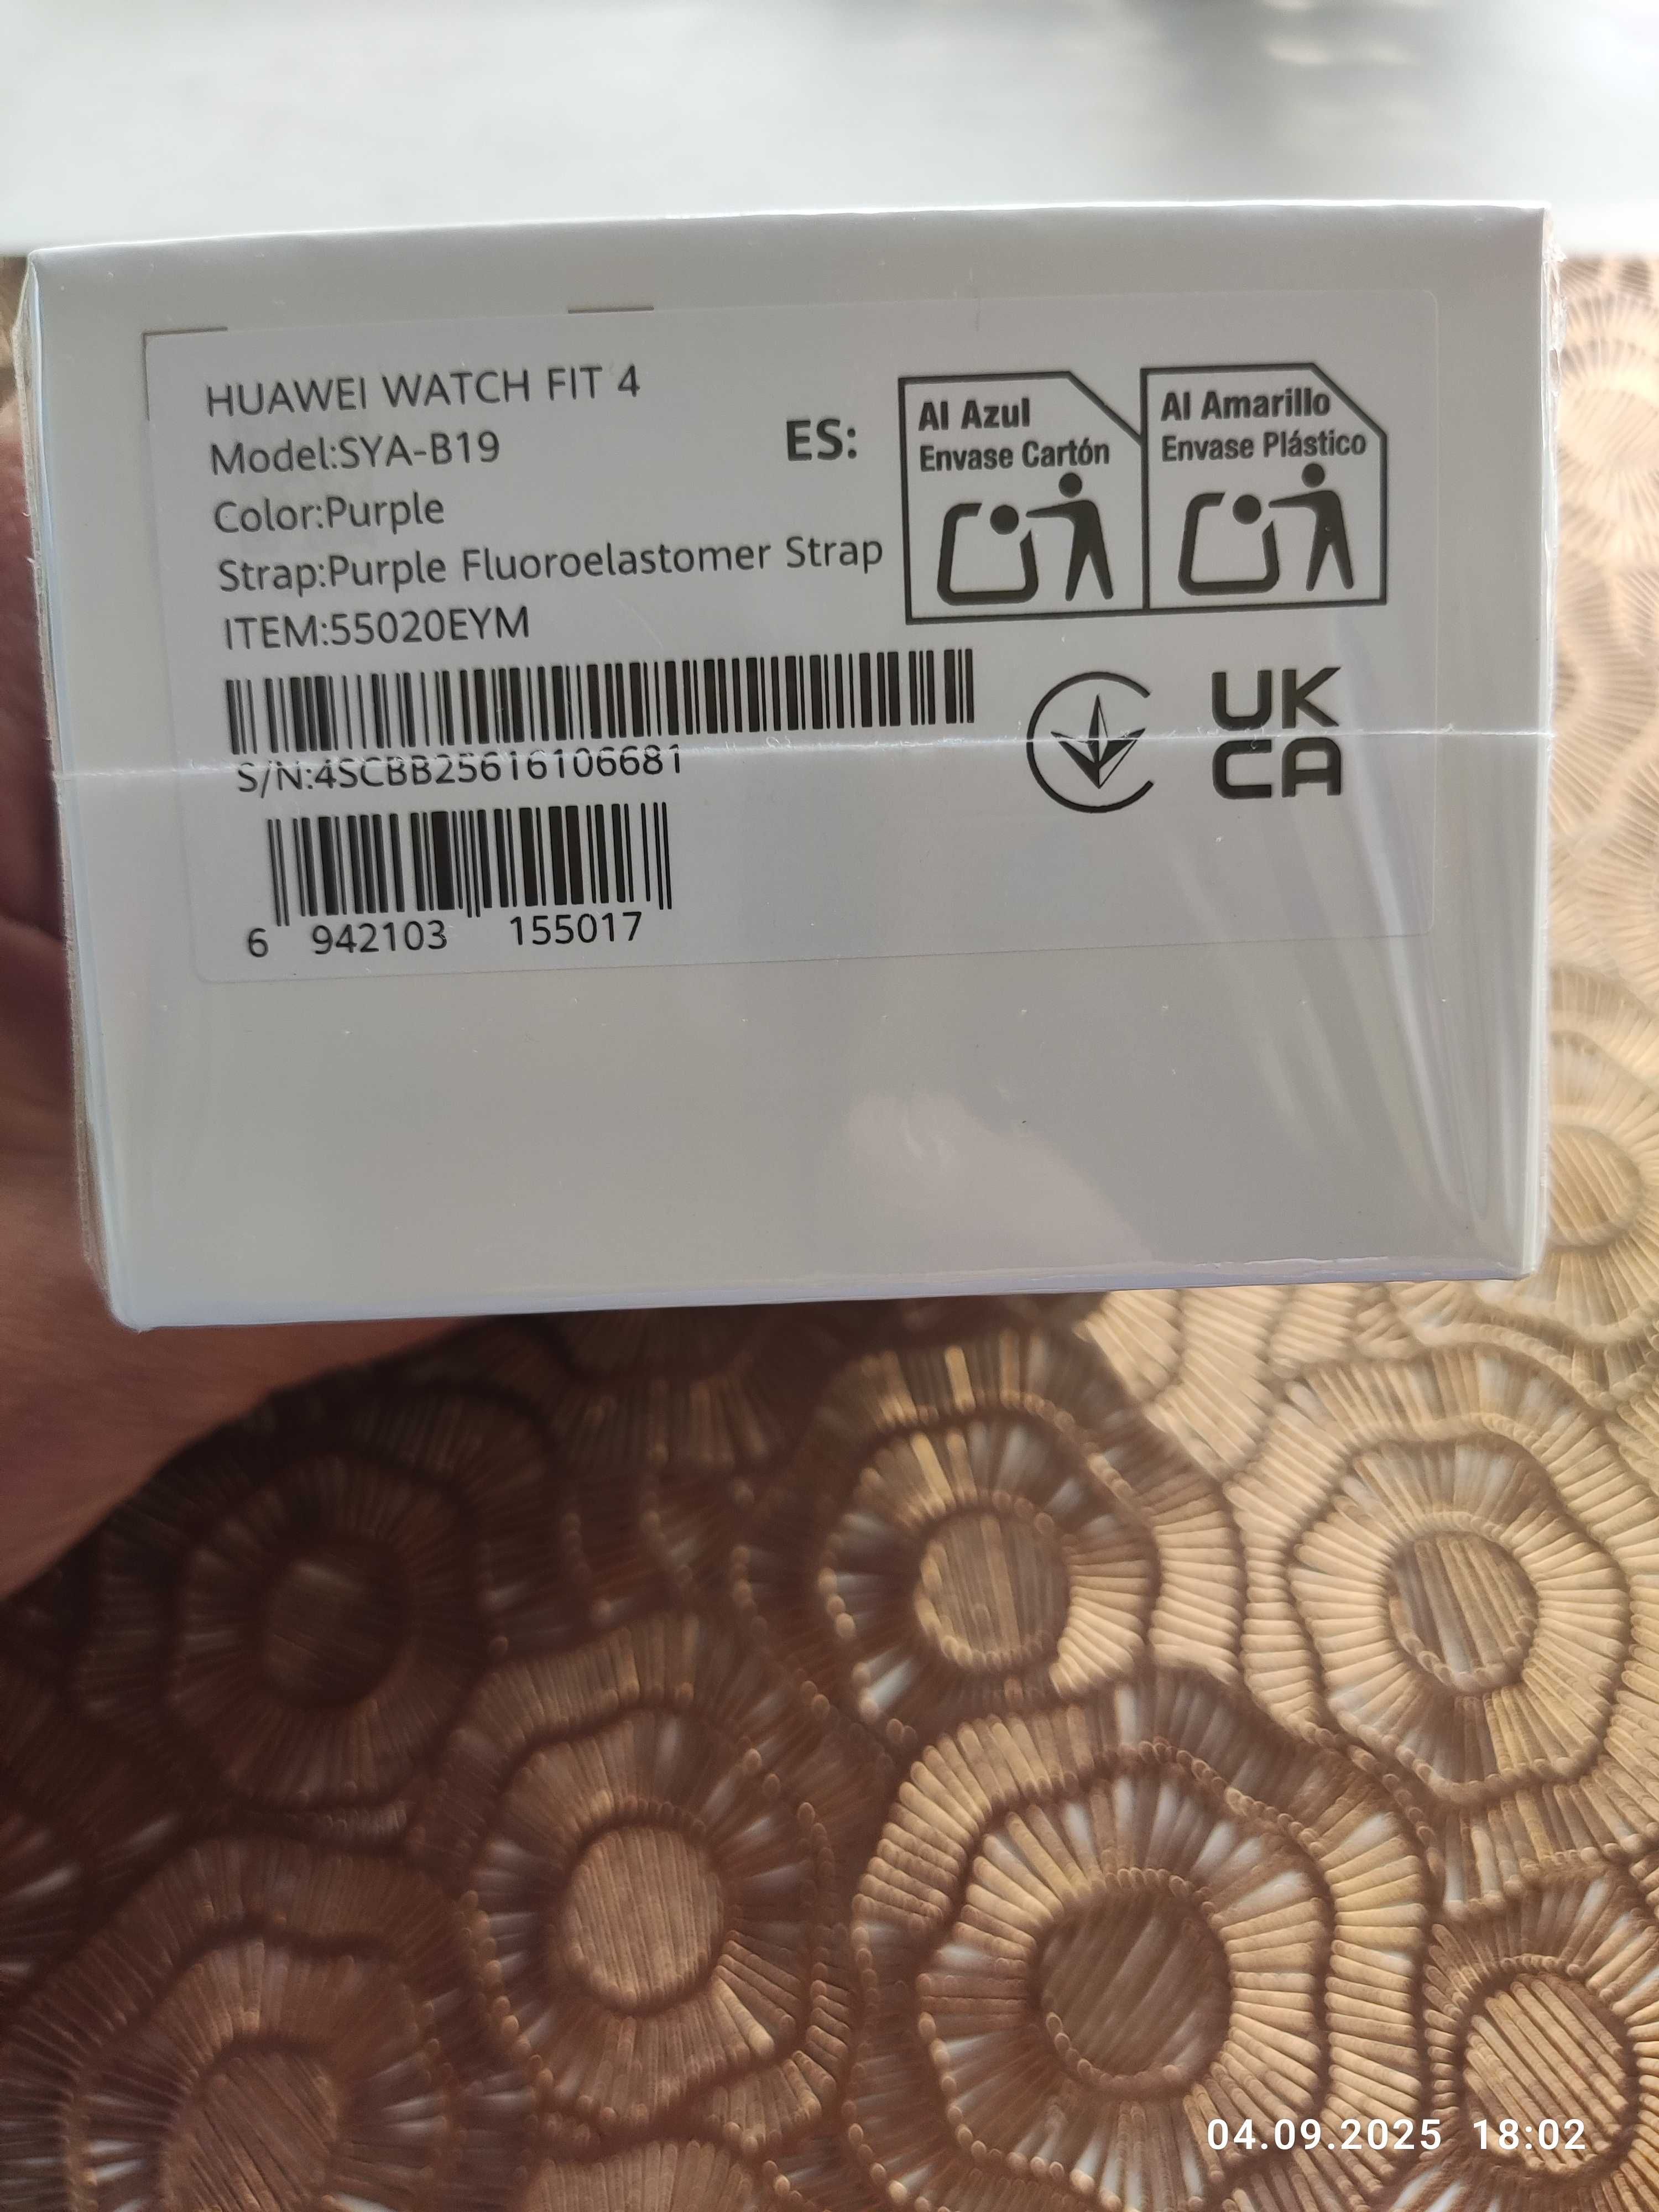 HUAWEI WATCH FIT 4
Model:SYA-B19
Color:Purple
Strap:Purple Fluoroelastomer Strap
ITEM:55020EYM
S/N:4SCBB25616106681
6 942103 155017
ES:
Al Azul
Envase Cartón
Al Amarillo
Envase Plástico
UK
CA
04.09.2025 18:02